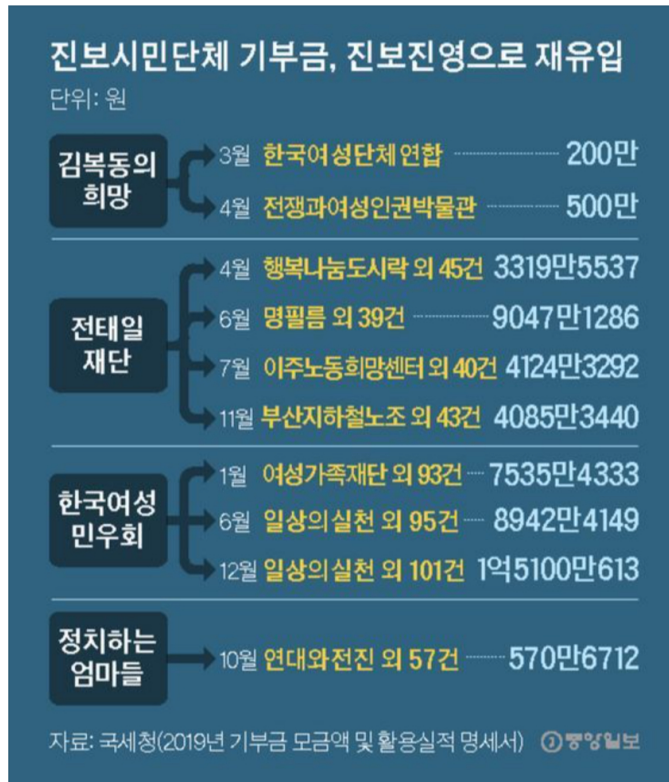 진보시민단체 기부금, 진보진영으로 재유입
단위: 원
김복동의
희망
3월 한국여성단체연합 200만
4월 전쟁과여성인권박물관 500만
전태일
재단
4월 행복나눔도시락 외 45건 3319만5537
6월 명필름 외 39건 9047만1286
7월 이주노동희망센터 외 40건 4124만3292
11월 부산지하철노조 외 43건 4085만3440
한국여성
민우회
1월 여성가족재단 외 93건 7535만4333
6월 일상의실천 외 95건 8942만4149
12월 일상의실천 외 101건 1억5100만613
정치하는
엄마들
10월 연대와전진 외 57건 570만6712
자료: 국세청(2019년 기부금 모금액 및 활용실적 명세서) 중앙일보